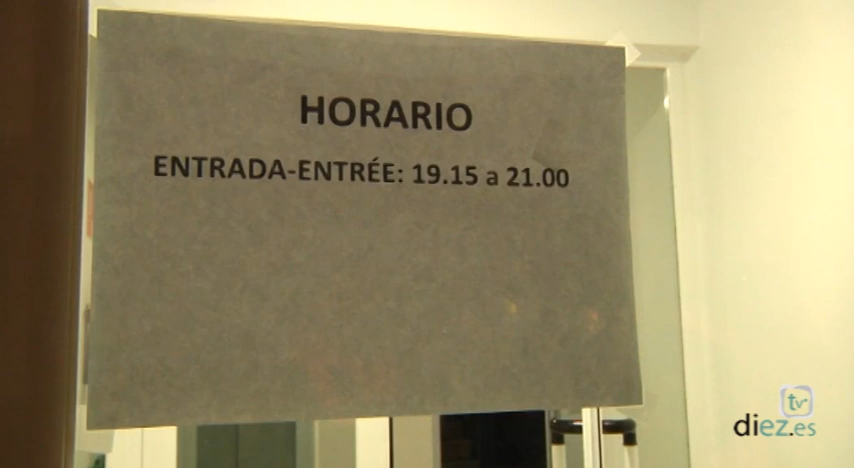 HORARIO
ENTRADA-ENTRÉE: 19.15 a 21.00
tv
diez.es